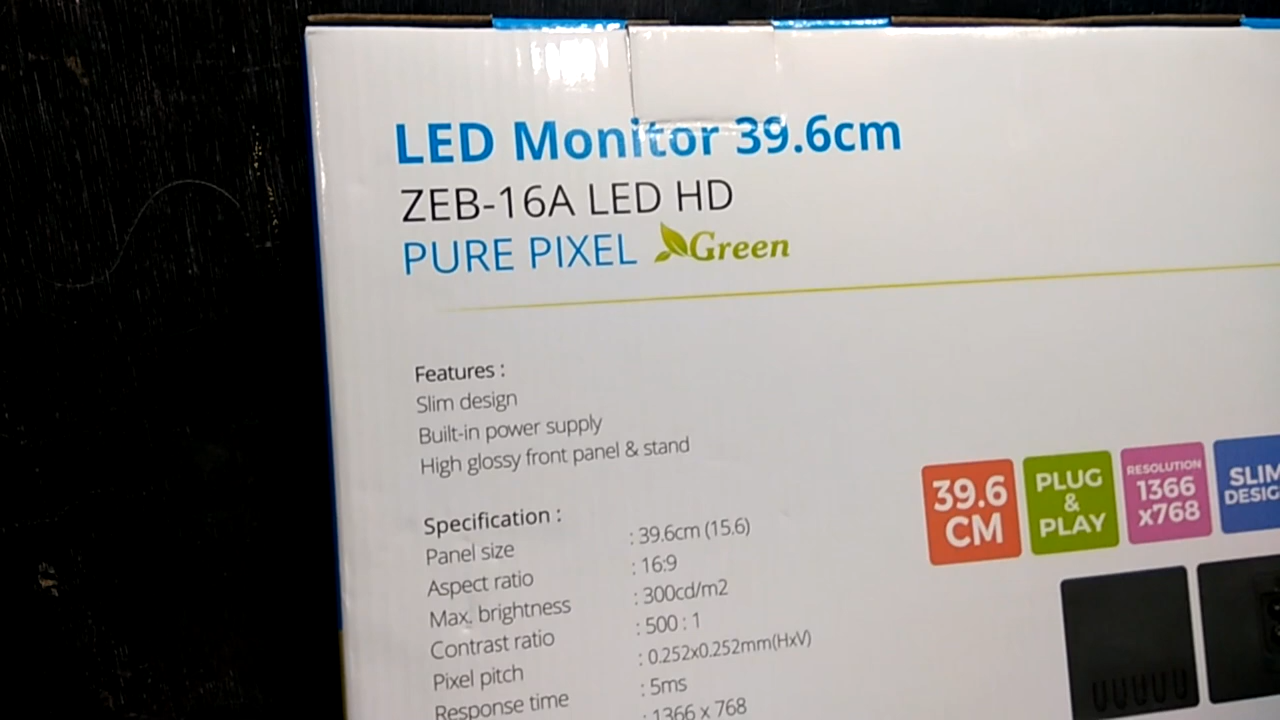 LED Monitor 39.6cm
ZEB-16A LED HD
PURE PIXEL Green
Features :
Slim design
Built-in power supply
High glossy front panel & stand
Specification :
Panel size : 39.6cm (15.6)
Aspect ratio : 16:9
Max. brightness : 300cd/m2
Contrast ratio : 500 : 1
Pixel pitch : 0.252x0.252mm(HxV)
Response time : 5ms
: 1366 x 768
39.6
CM
PLUG
&
PLAY
RESOLUTION
1366
x768
SLIM
DESIG